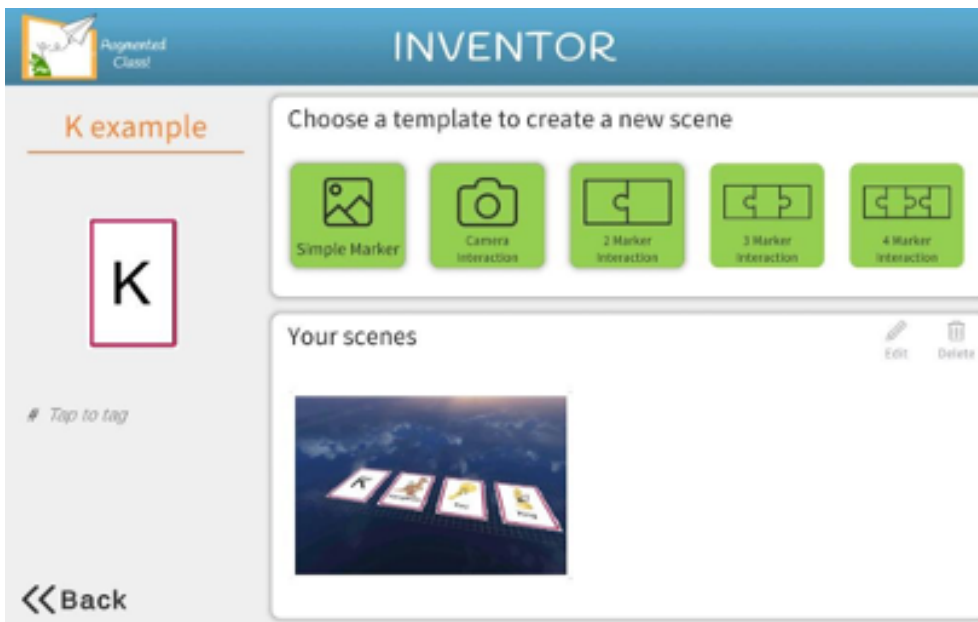 Augmented
Class!
INVENTOR
K example
K
# Tap to tag
<<Back
Choose a template to create a new scene
Simple Marker
Camera
Interaction
2 Marker
Interaction
3 Marker
Interaction
4 Marker
Interaction
Your scenes
Edit
Delete
K